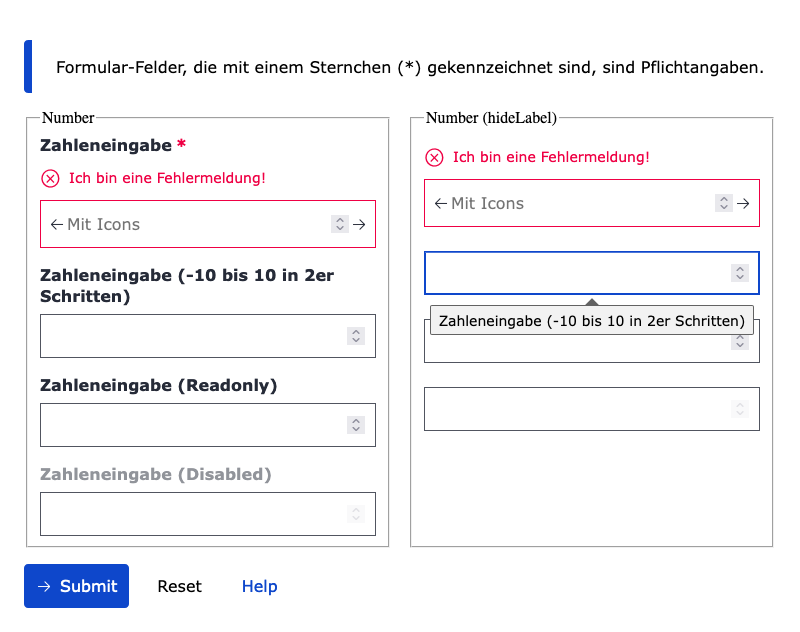 Formular-Felder, die mit einem Sternchen (*) gekennzeichnet sind, sind Pflichtangaben.
Number
Zahleneingabe *
Ich bin eine Fehlermeldung!
Mit Icons
Zahleneingabe (-10 bis 10 in 2er
Schritten)
Zahleneingabe (Readonly)
Zahleneingabe (Disabled)
Number (hideLabel)
Ich bin eine Fehlermeldung!
Mit Icons
Zahleneingabe (-10 bis 10 in 2er Schritten)
Submit
Reset
Help